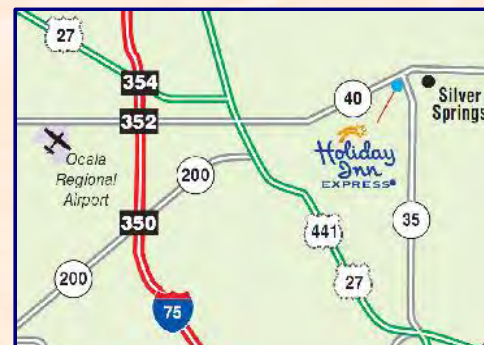 27
354
352
40
Silver
Springs
Holiday
Inn
EXPRESS®
Ocala
Regional
Airport
200
350
441
35
200
27
75